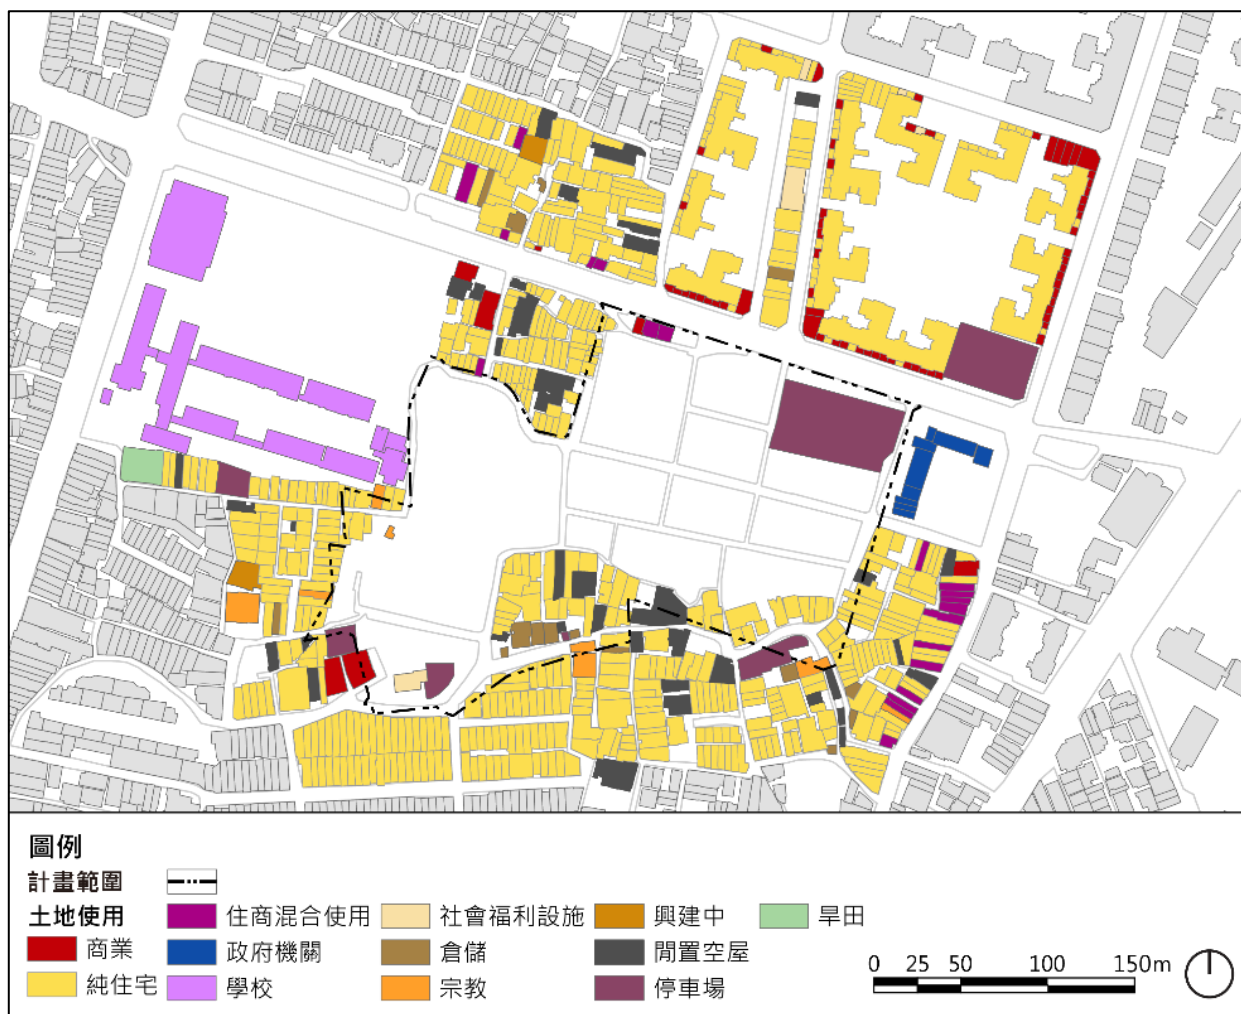 圖例
計畫範圍
土地使用
住商混合使用
社會福利設施
興建中
旱田
商業
政府機關
倉儲
閒置空屋
純住宅
學校
宗教
停車場
0 25 50 100 150m